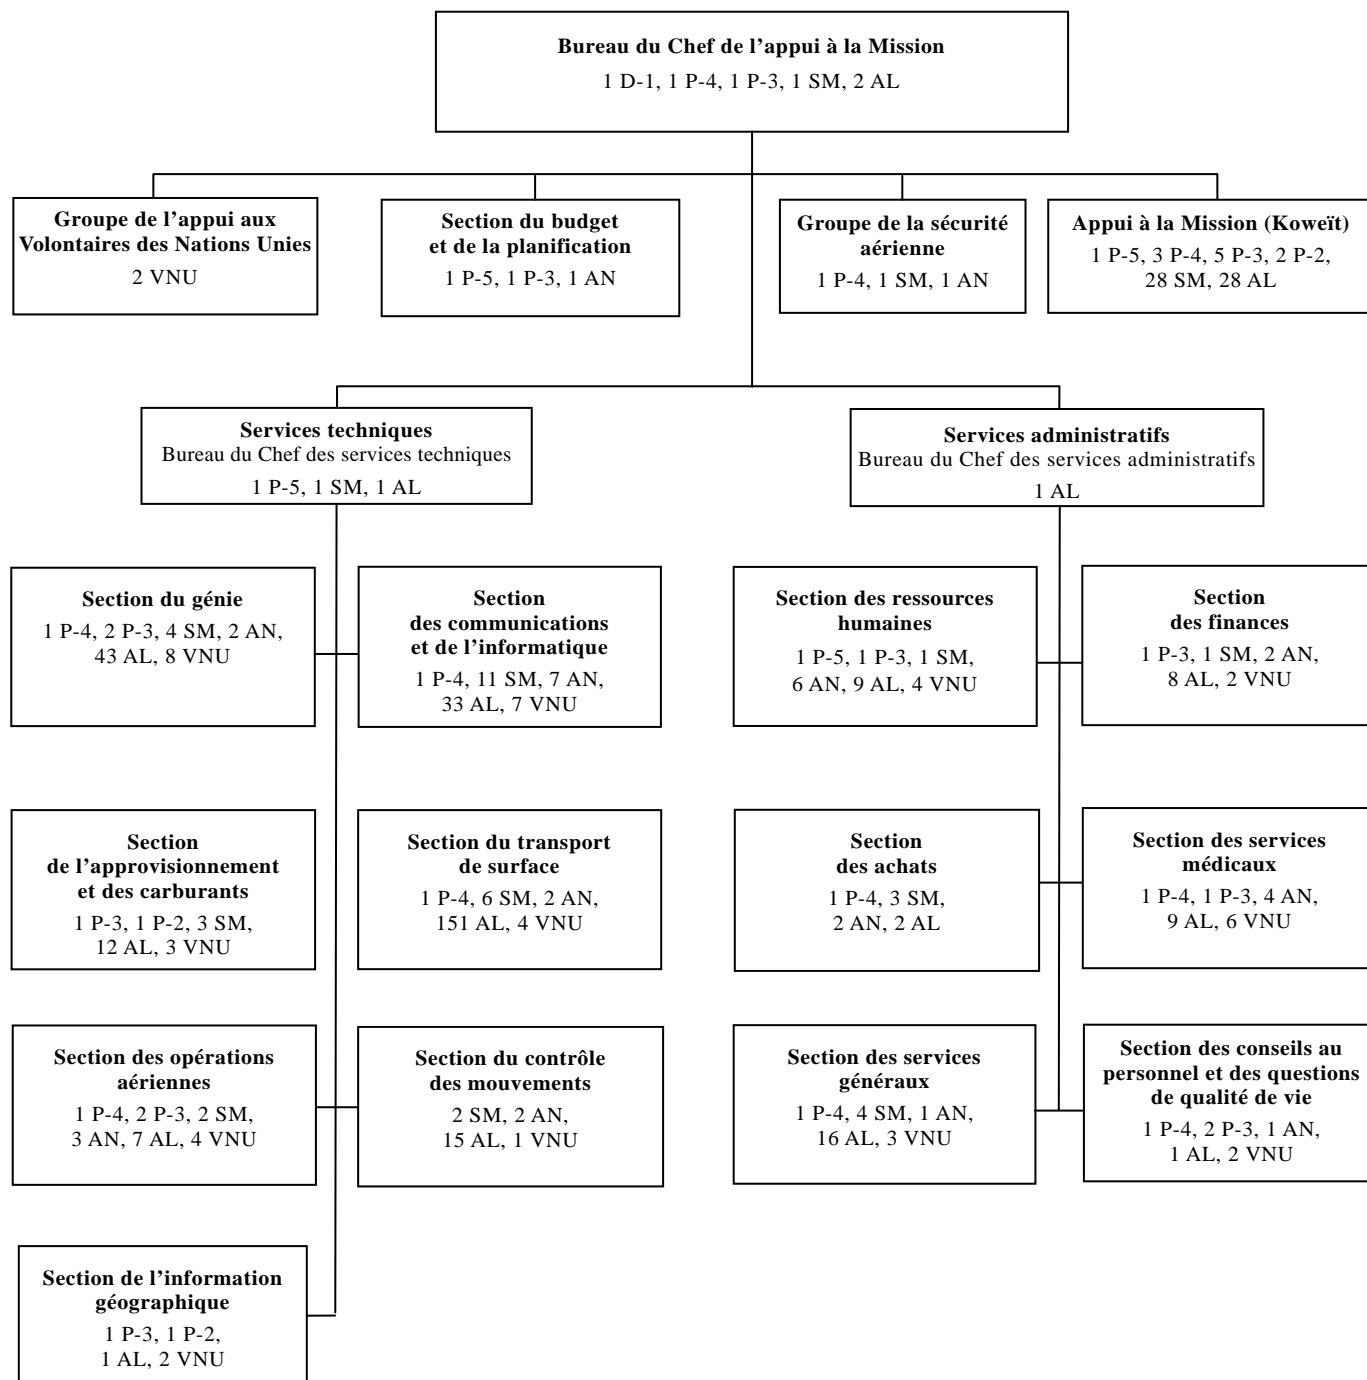 Bureau du Chef de l'appui à la Mission
1 D-1, 1 P-4, 1 P-3, 1 SM, 2 AL
Groupe de l'appui aux
Volontaires des Nations Unies
2 VNU
Section du budget
et de la planification
1 P-5, 1 P-3, 1 AN
Groupe de la sécurité
aérienne
1 P-4, 1 SM, 1 AN
Appui à la Mission (Koweït)
1 P-5, 3 P-4, 5 P-3, 2 P-2,
28 SM, 28 AL
Services techniques
Bureau du Chef des services techniques
1 P-5, 1 SM, 1 AL
Services administratifs
Bureau du Chef des services administratifs
1 AL
Section du génie
1 P-4, 2 P-3, 4 SM, 2 AN,
43 AL, 8 VNU
Section
des communications
et de l'informatique
1 P-4, 11 SM, 7 AN,
33 AL, 7 VNU
Section des ressources
humaines
1 P-5, 1 P-3, 1 SM,
6 AN, 9 AL, 4 VNU
Section
des finances
1 P-3, 1 SM, 2 AN,
8 AL, 2 VNU
Section
de l'approvisionnement
et des carburants
1 P-3, 1 P-2, 3 SM,
12 AL, 3 VNU
Section du transport
de surface
1 P-4, 6 SM, 2 AN,
151 AL, 4 VNU
Section
des achats
1 P-4, 3 SM,
2 AN, 2 AL
Section des services
médicaux
1 P-4, 1 P-3, 4 AN,
9 AL, 6 VNU
Section des opérations
aériennes
1 P-4, 2 P-3, 2 SM,
3 AN, 7 AL, 4 VNU
Section du contrôle
des mouvements
2 SM, 2 AN,
15 AL, 1 VNU
Section des services
généraux
1 P-4, 4 SM, 1 AN,
16 AL, 3 VNU
Section des conseils au
personnel et des questions
de qualité de vie
1 P-4, 2 P-3, 1 AN,
1 AL, 2 VNU
Section de l'information
géographique
1 P-3, 1 P-2,
1 AL, 2 VNU